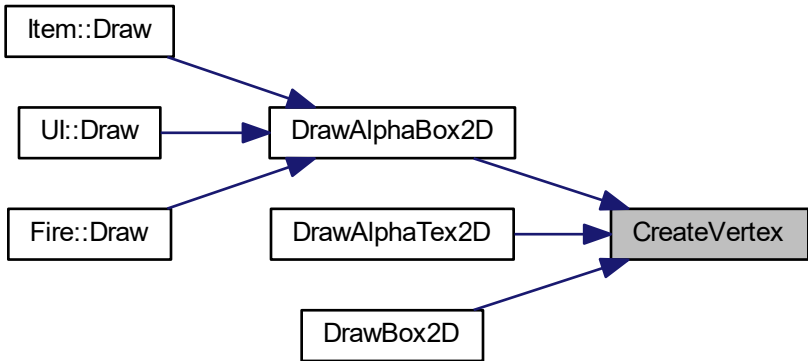 Item::Draw
UI::Draw
DrawAlphaBox2D
Fire::Draw
DrawAlphaTex2D
CreateVertex
DrawBox2D